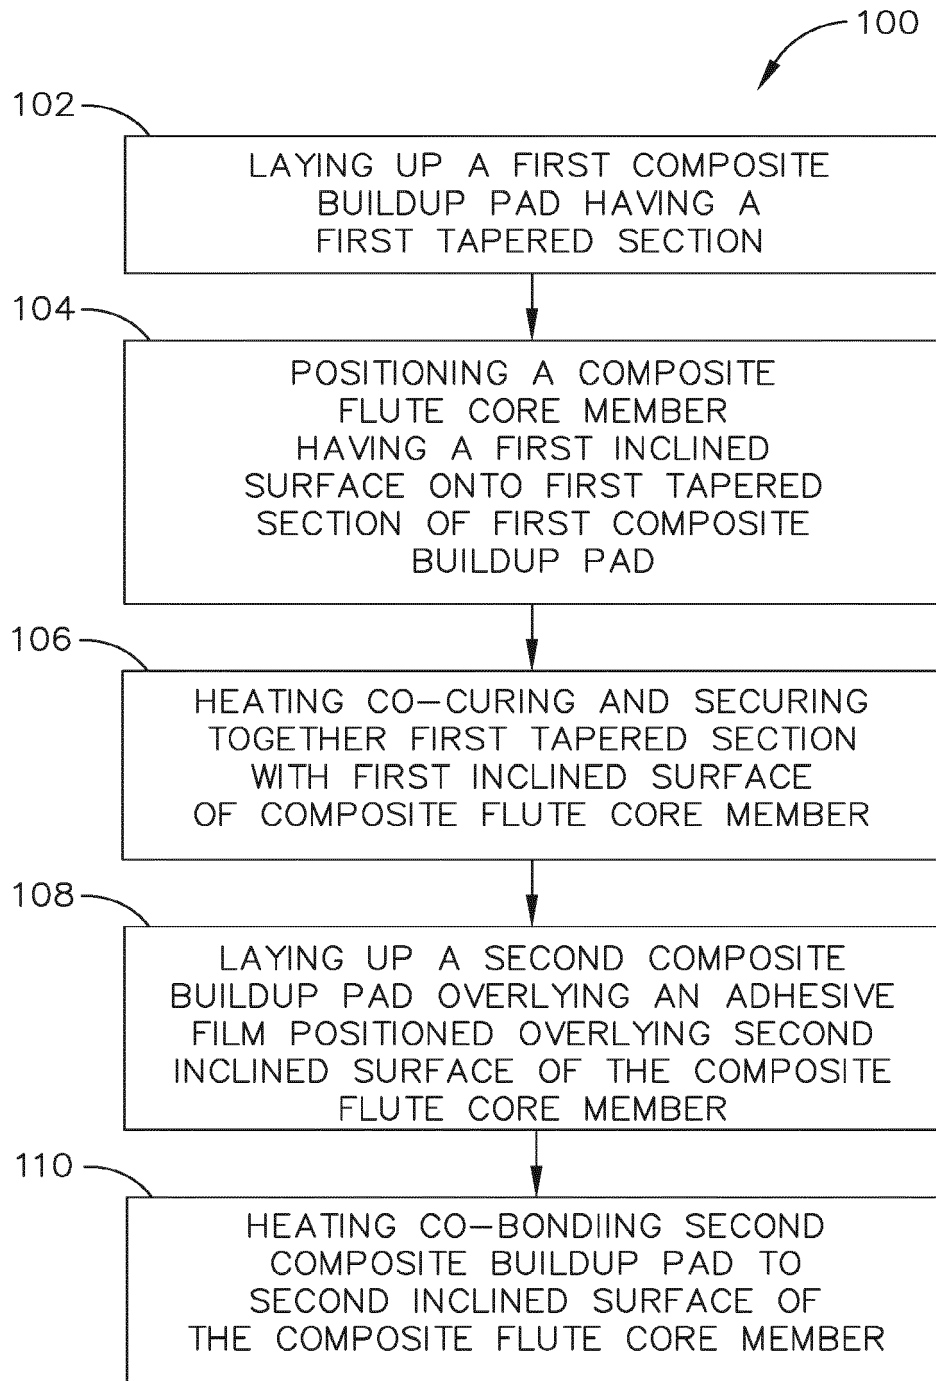 100
102
LAYING UP A FIRST COMPOSITE
BUILDUP PAD HAVING A
FIRST TAPERED SECTION
104
POSITIONING A COMPOSITE
FLUTE CORE MEMBER
HAVING A FIRST INCLINED
SURFACE ONTO FIRST TAPERED
SECTION OF FIRST COMPOSITE
BUILDUP PAD
106
HEATING CO-CURING AND SECURING
TOGETHER FIRST TAPERED SECTION
WITH FIRST INCLINED SURFACE
OF COMPOSITE FLUTE CORE MEMBER
108
LAYING UP A SECOND COMPOSITE
BUILDUP PAD OVERLYING AN ADHESIVE
FILM POSITIONED OVERLYING SECOND
INCLINED SURFACE OF THE COMPOSITE
FLUTE CORE MEMBER
110
HEATING CO-BONDIING SECOND
COMPOSITE BUILDUP PAD TO
SECOND INCLINED SURFACE OF
THE COMPOSITE FLUTE CORE MEMBER